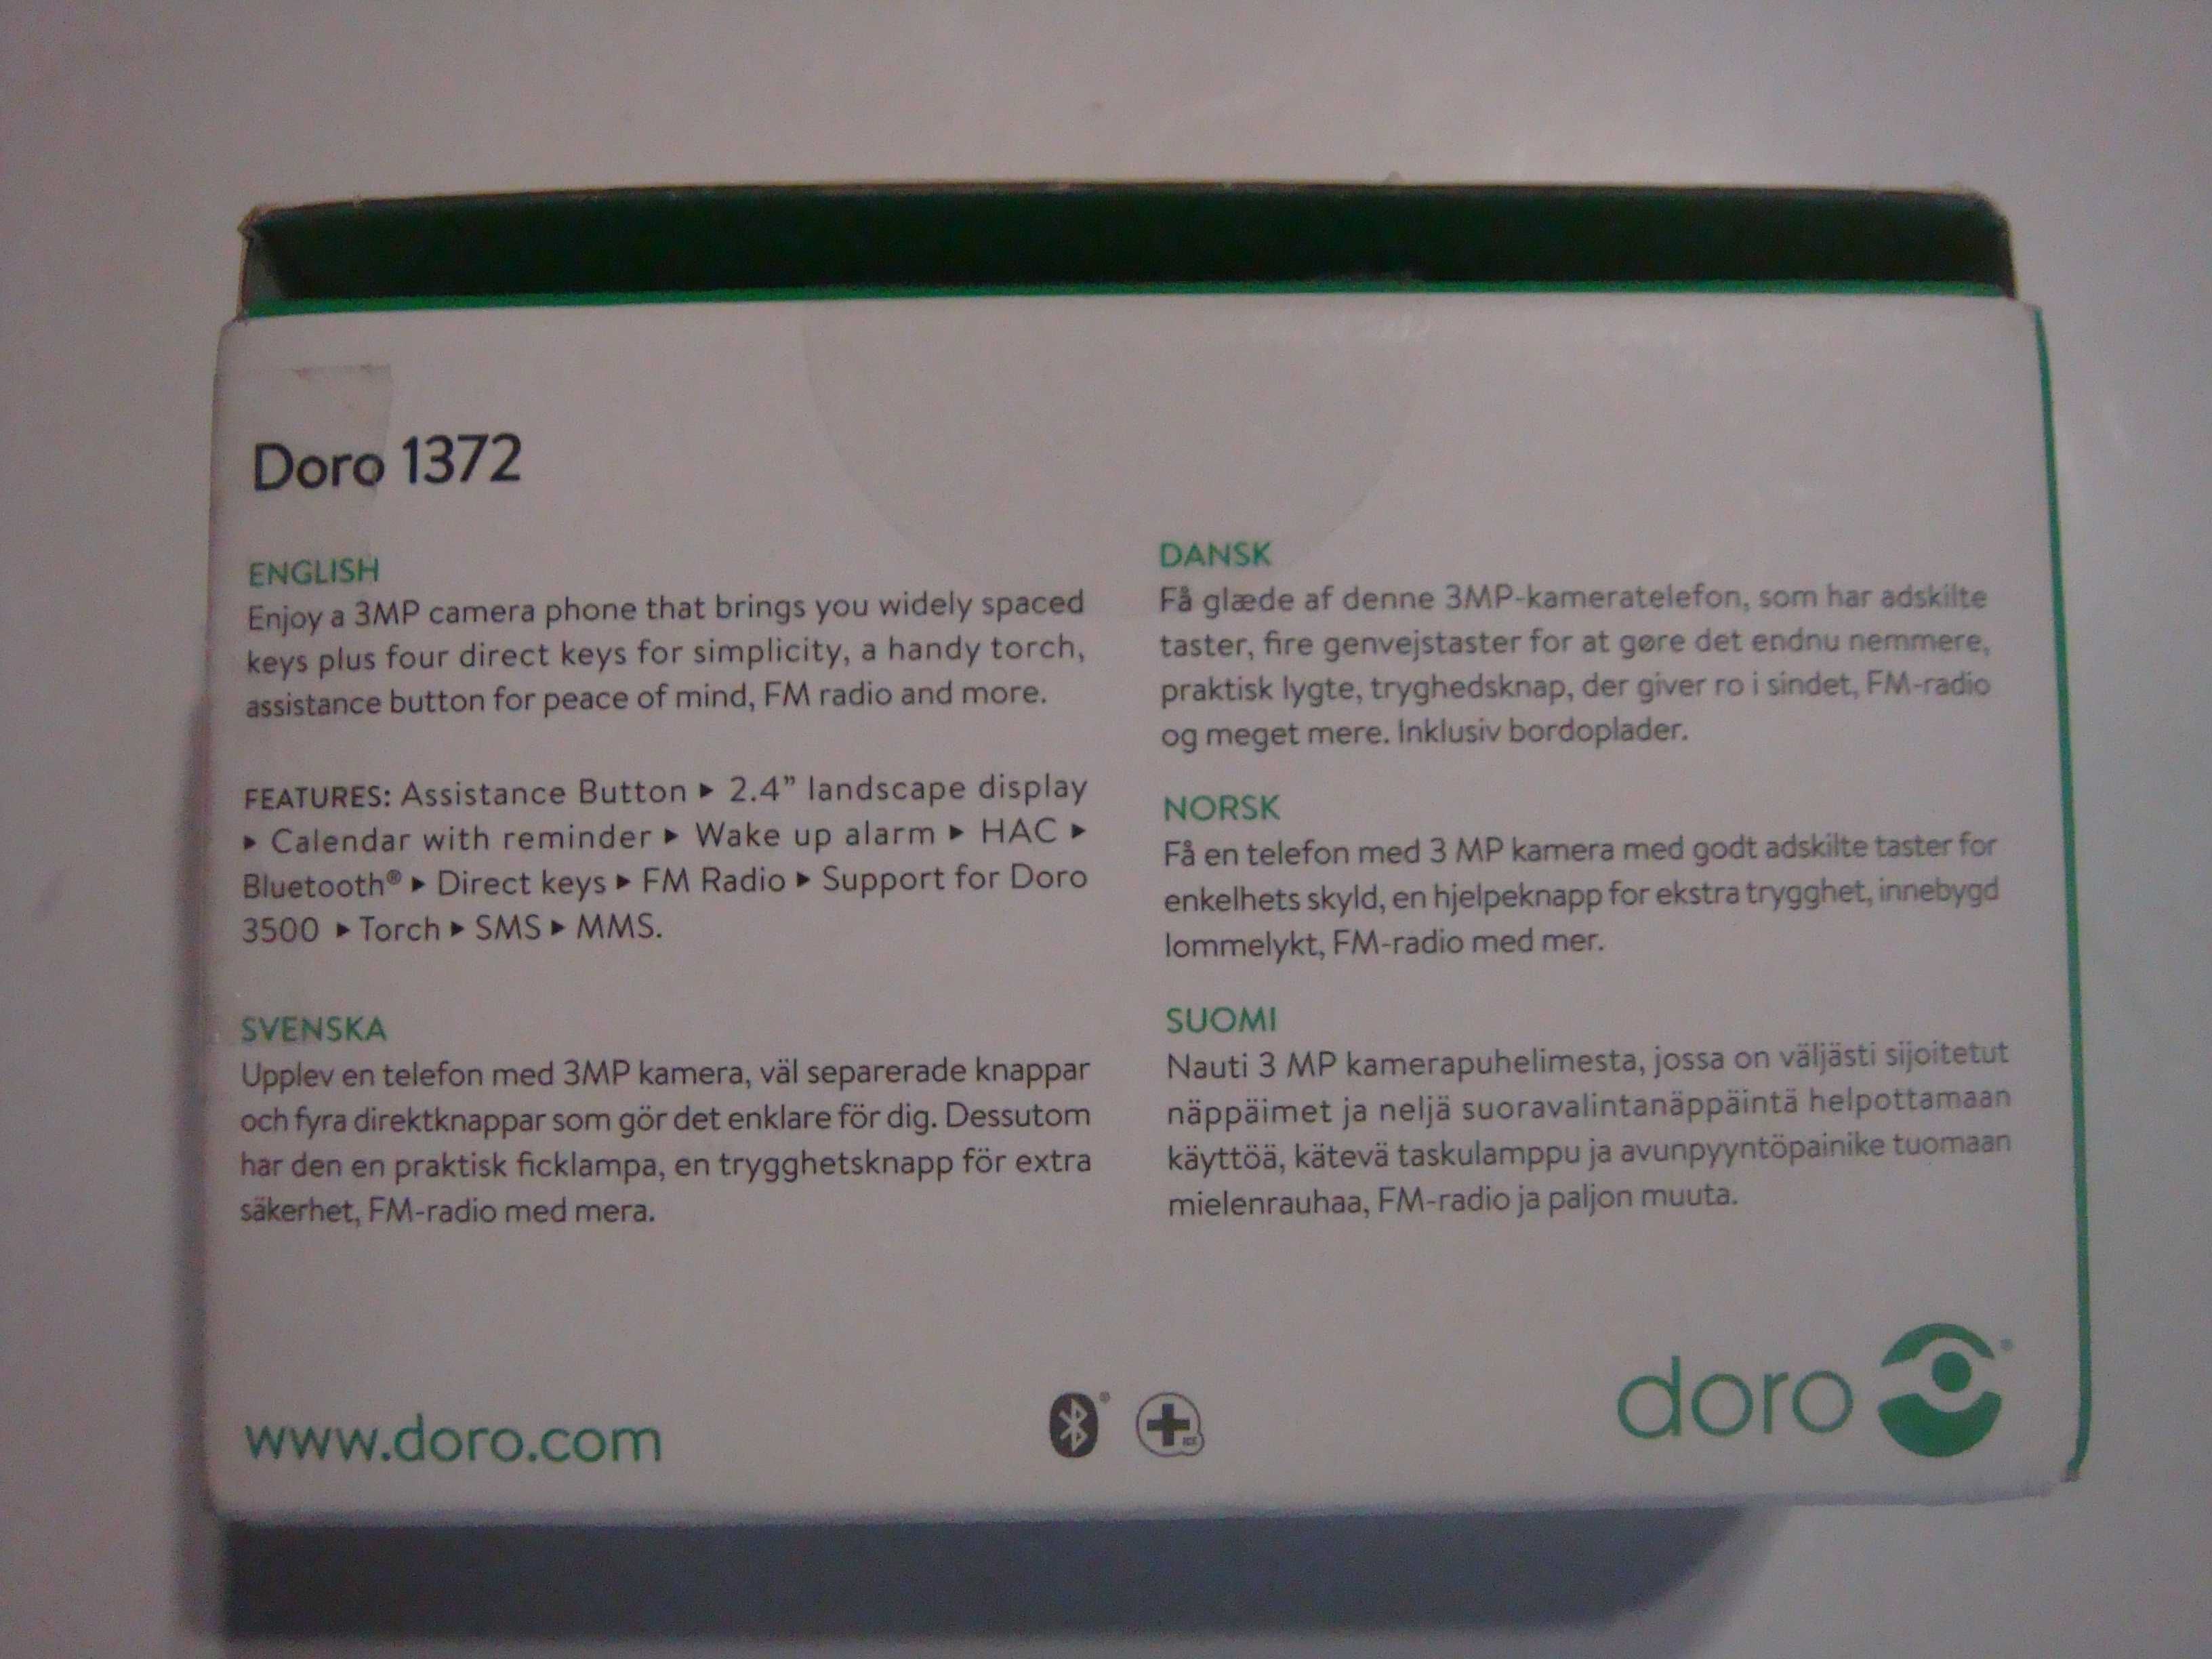 Doro 1372
ENGLISH
Enjoy a 3MP camera phone that brings you widely spaced
keys plus four direct keys for simplicity, a handy torch,
assistance button for peace of mind, FM radio and more.
FEATURES: Assistance Button ▸ 2.4” landscape display
▸ Calendar with reminder ▸ Wake up alarm ▸ HAC ▸
Bluetooth® ▸ Direct keys ▸ FM Radio ▸ Support for Doro
3500 ▸ Torch ▸ SMS ▸ MMS.
SVENSKA
Upplev en telefon med 3MP kamera, väl separerade knappar
och fyra direktknappar som gör det enklare för dig. Dessutom
har den en praktisk ficklampa, en trygghetsknapp för extra
säkerhet, FM-radio med mera.
DANSK
Få glæde af denne 3MP-kameratelefon, som har adskilte
taster, fire genvejstaster for at gøre det endnu nemmere,
praktisk lygte, tryghedsknap, der giver ro i sindet, FM-radio
og meget mere. Inklusiv bordoplader.
NORSK
Få en telefon med 3 MP kamera med godt adskilte taster for
enkelhets skyld, en hjelpeknapp for ekstra trygghet, innebygd
lommelykt, FM-radio med mer.
SUOMI
Nauti 3 MP kamerapuhelimesta, jossa on väljästi sijoitetut
näppäimet ja neljä suoravalintanäppäintä helpottamaan
käyttöä, kätevä taskulamppu ja avunpyyntöpainike tuomaan
mielenrauhaa, FM-radio ja paljon muuta.
www.doro.com
doro